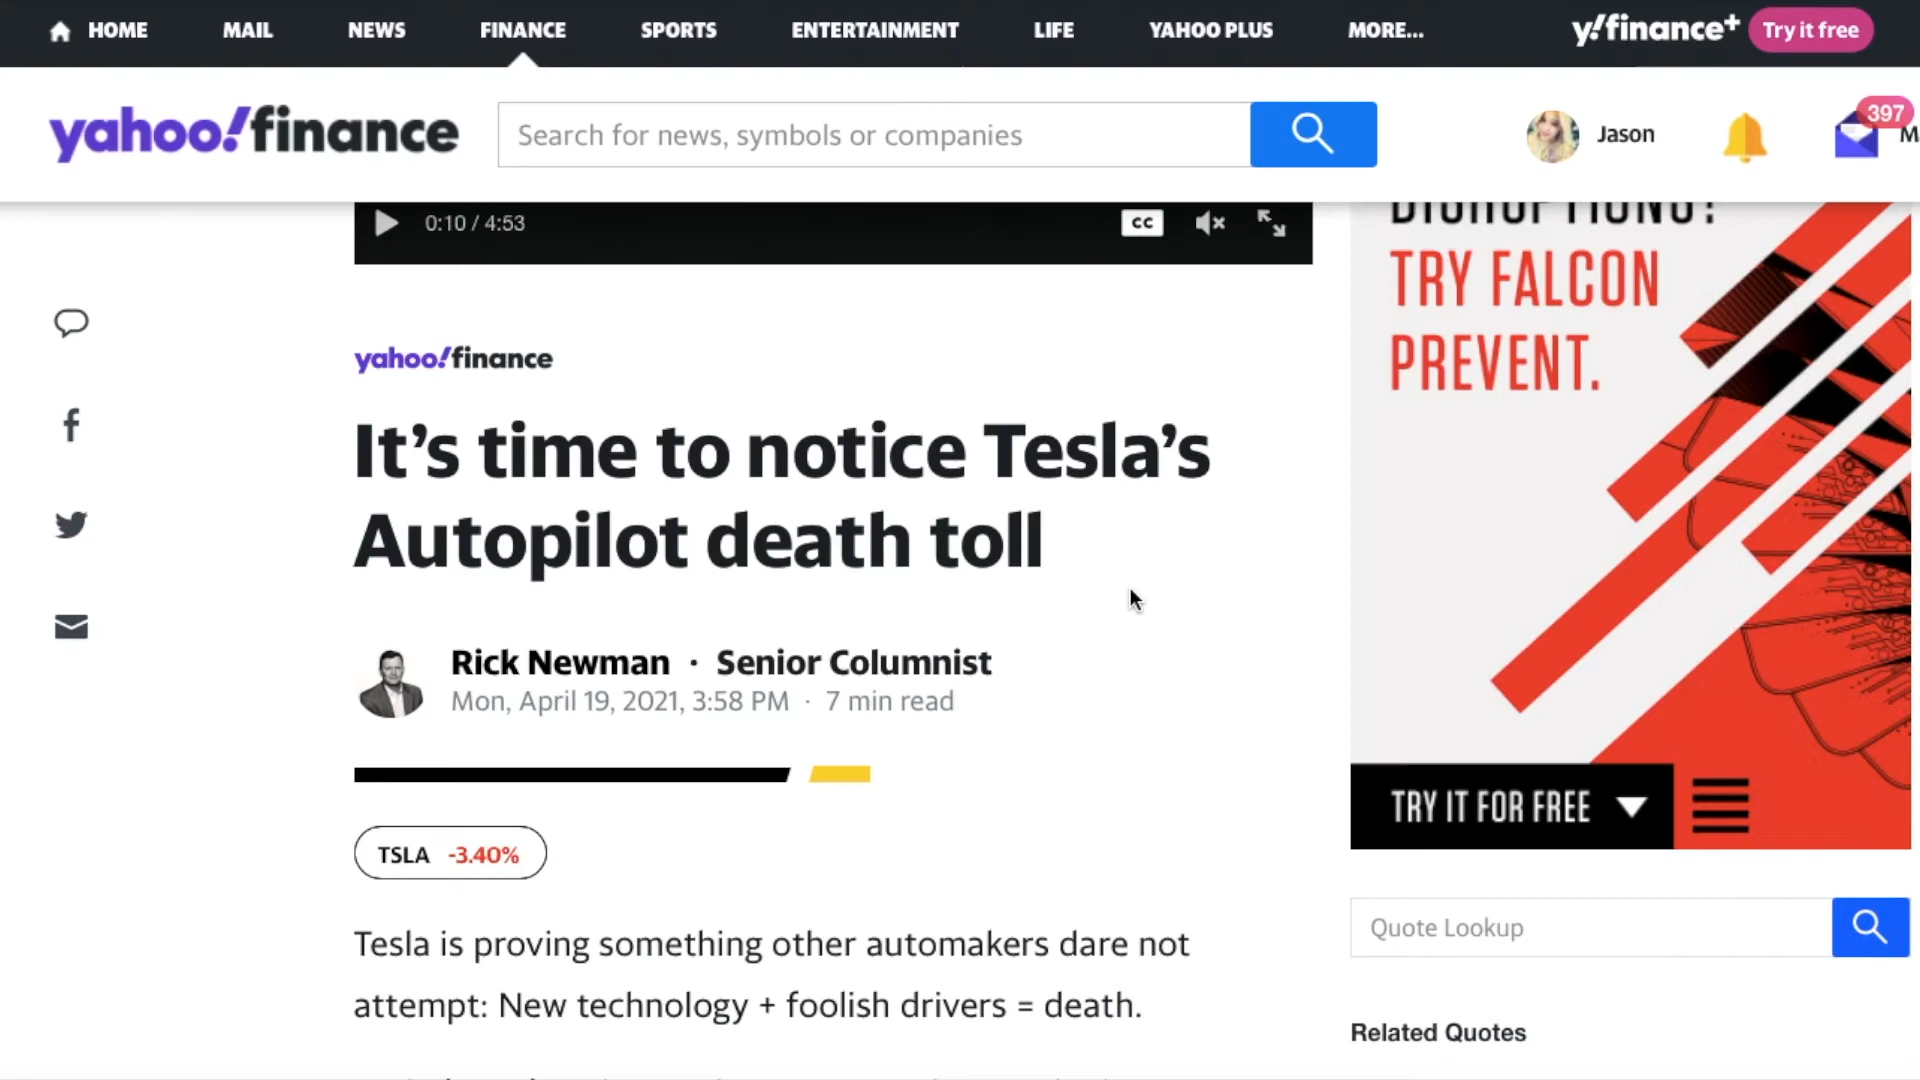 HOME MAIL NEWS FINANCE SPORTS ENTERTAINMENT LIFE YAHOO PLUS MORE... y!finance+ Try it free
yahoo!finance Search for news, symbols or companies Jason 397 M
0:10 / 4:53 CC
DISRUPTIONS?
TRY FALCON
PREVENT.
yahoo!finance
It's time to notice Tesla's
Autopilot death toll
Rick Newman · Senior Columnist
Mon, April 19, 2021, 3:58 PM · 7 min read
TRY IT FOR FREE
TSLA -3.40%
Tesla is proving something other automakers dare not
attempt: New technology + foolish drivers = death.
Quote Lookup
Related Quotes